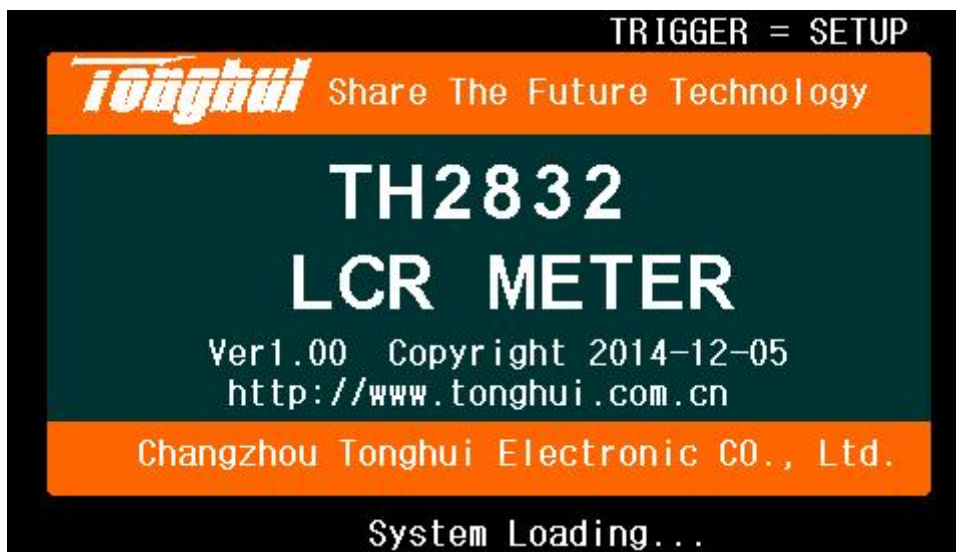 TRIGGER = SETUP
Tonghui Share The Future Technology
TH2832
LCR METER
Ver1.00 Copyright 2014-12-05
http://www.tonghui.com.cn
Changzhou Tonghui Electronic CO., Ltd.
System Loading...